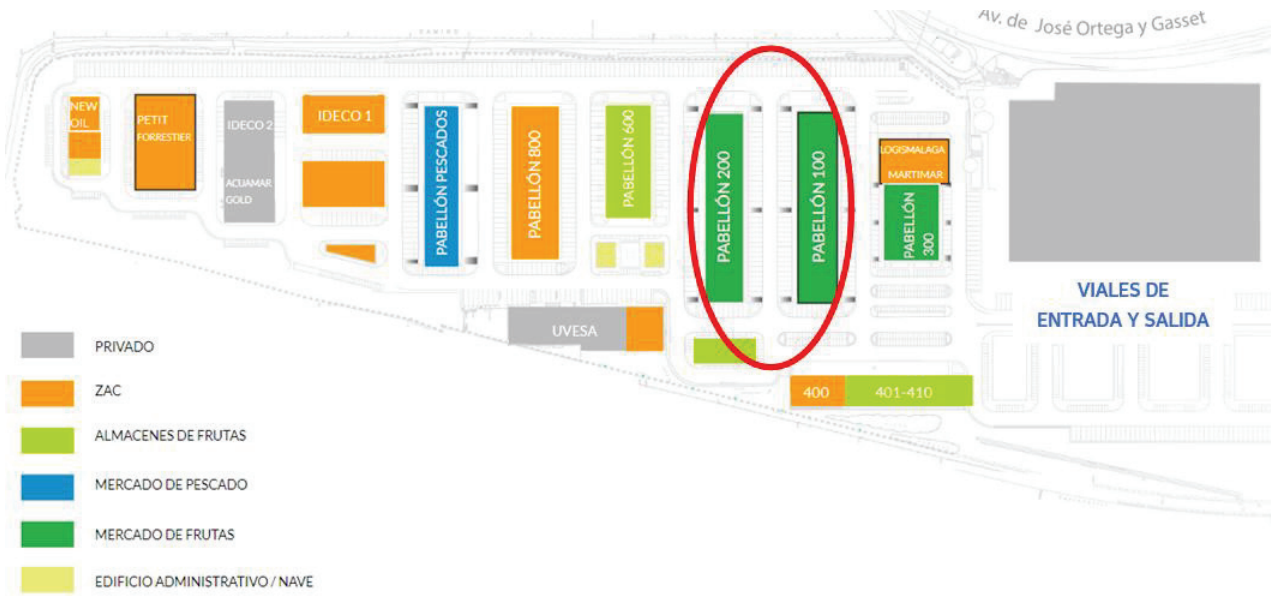 Av. de José Ortega y Gasset
NEW
OIL
PETIT
FORRESTIER
IDECO 2
ACUAMAR
GOLD
IDECO 1
PABELLÓN PESCADOS
PABELLÓN 800
PABELLÓN 600
PABELLÓN 200
PABELLÓN 100
LOGISMALAGA
MARTIMAR
PABELLÓN
300
VIALES DE
ENTRADA Y SALIDA
UVESA
400
401-410
PRIVADO
ZAC
ALMACENES DE FRUTAS
MERCADO DE PESCADO
MERCADO DE FRUTAS
EDIFICIO ADMINISTRATIVO / NAVE